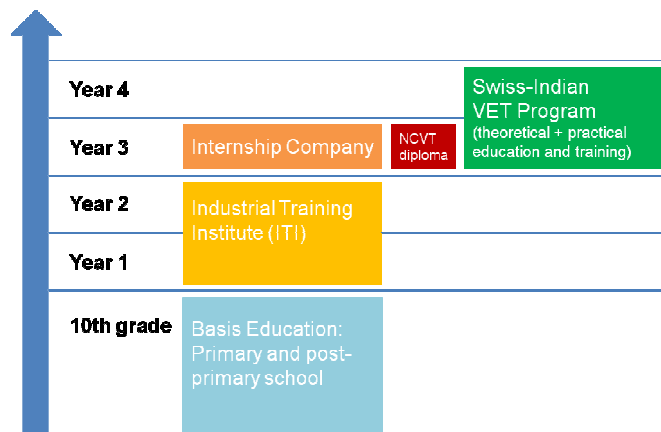 Year 4
Swiss-Indian
VET Program
(theoretical + practical
education and training)
Year 3
Internship Company
NCVT
diploma
Year 2
Industrial Training
Institute (ITI)
Year 1
10th grade
Basis Education:
Primary and post-
primary school